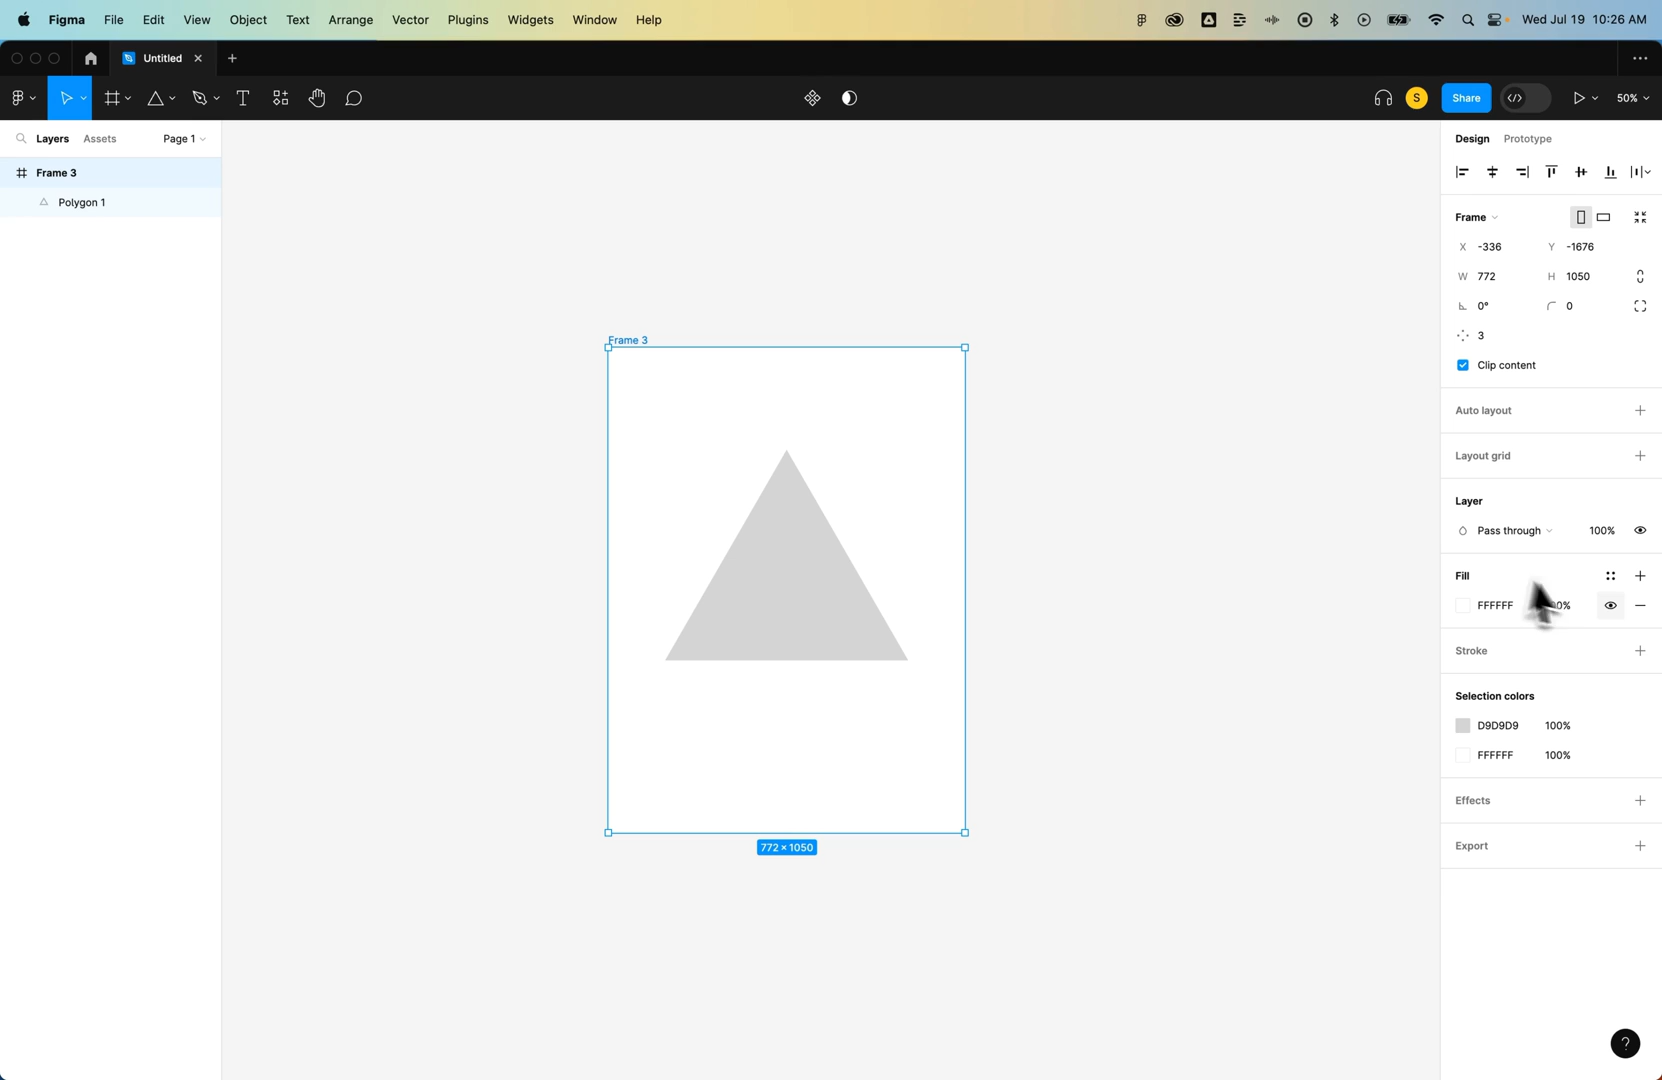 Figma File Edit View Object Text Arrange Vector Plugins Widgets Window Help Wed Jul 19 10:26 AM
Untitled
S Share 50%
Layers Assets Page 1
Design Prototype
Frame 3
Polygon 1
Frame
X -336 Y -1676
W 772 H 1050
0° 0
3
Clip content
Auto layout
Layout grid
Layer
Pass through 100%
Fill
FFFFFF
Stroke
Selection colors
D9D9D9 100%
FFFFFF 100%
Effects
Export
Frame 3
772 × 1050
?